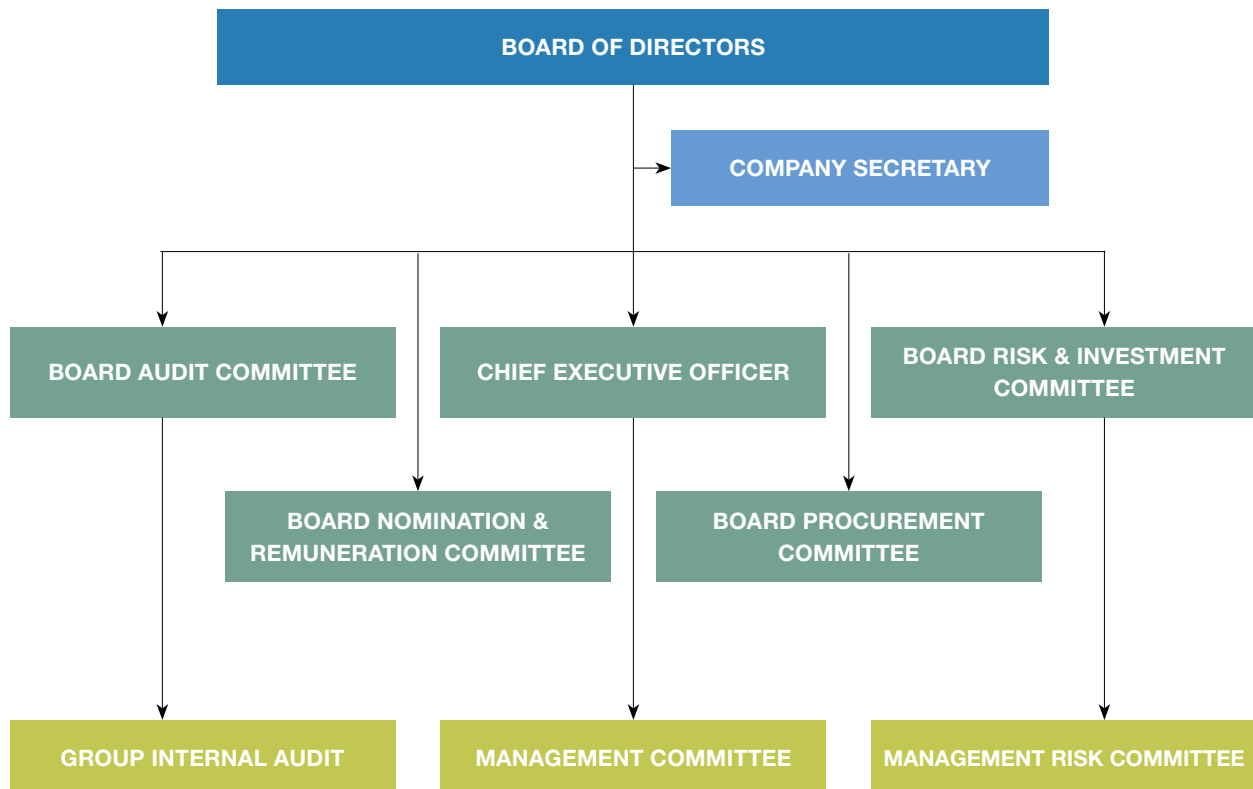 BOARD OF DIRECTORS
COMPANY SECRETARY
BOARD AUDIT COMMITTEE
CHIEF EXECUTIVE OFFICER
BOARD RISK & INVESTMENT
COMMITTEE
BOARD NOMINATION &
REMUNERATION COMMITTEE
BOARD PROCUREMENT
COMMITTEE
GROUP INTERNAL AUDIT
MANAGEMENT COMMITTEE
MANAGEMENT RISK COMMITTEE